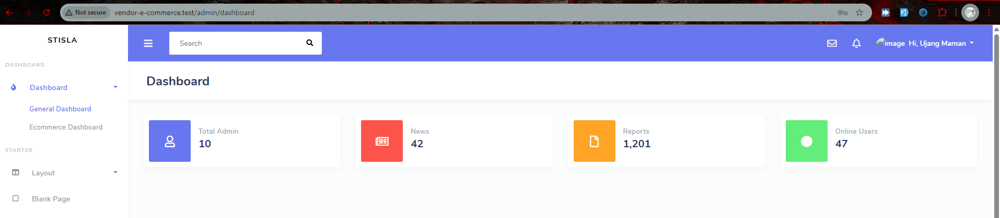 Not secure vendor-e-commerce.test/admin/dashboard
STISLA
Search
image Hi, Ujang Maman
DASHBOARD
Dashboard
General Dashboard
Ecommerce Dashboard
STARTER
Layout
Blank Page
Dashboard
Total Admin
10
News
42
Reports
1,201
Online Users
47